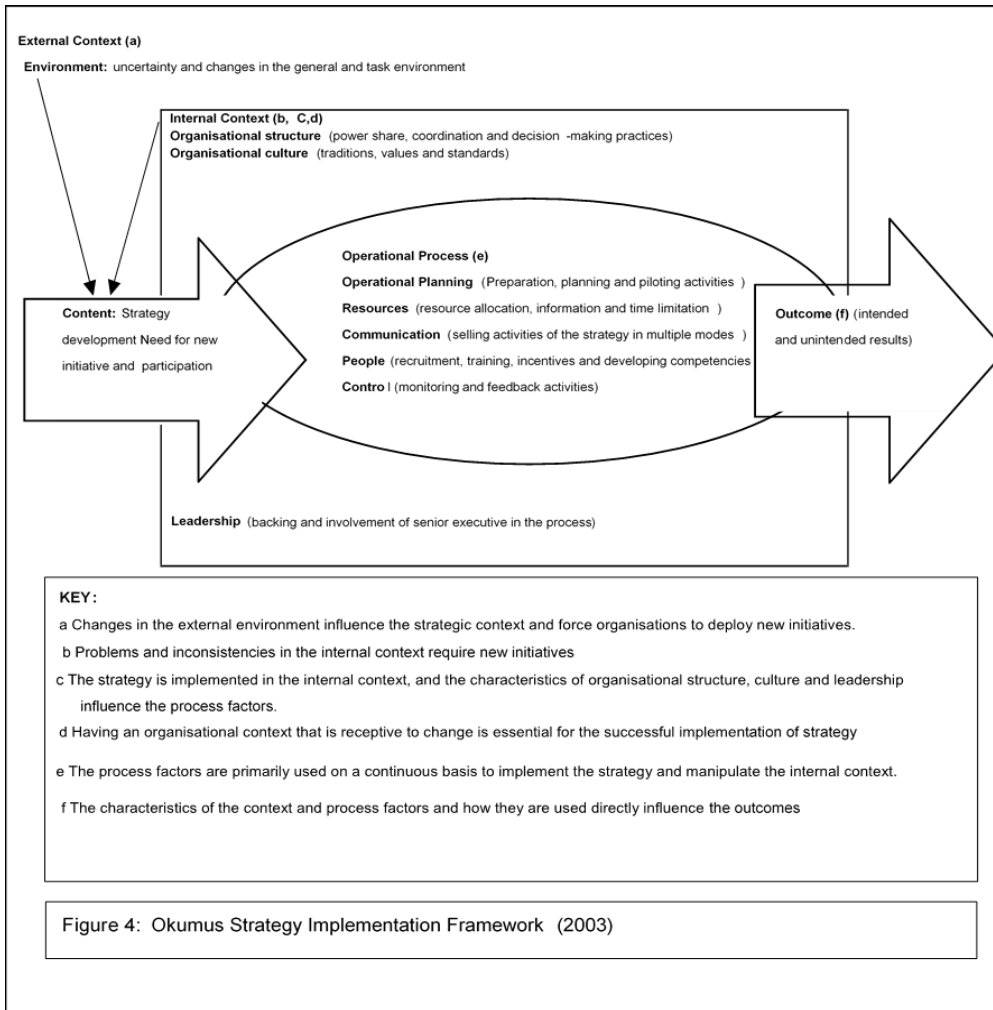 External Context (a)
Environment: uncertainty and changes in the general and task environment
Internal Context (b, C,d)
Organisational structure (power share, coordination and decision -making practices)
Organisational culture (traditions, values and standards)
Content: Strategy
development Need for new
initiative and participation
Operational Process (e)
Operational Planning (Preparation, planning and piloting activities )
Resources (resource allocation, information and time limitation )
Communication (selling activities of the strategy in multiple modes )
People (recruitment, training, incentives and developing competencies
Contro l (monitoring and feedback activities)
Outcome (f) (intended
and unintended results)
Leadership (backing and involvement of senior executive in the process)
KEY:
a Changes in the external environment influence the strategic context and force organisations to deploy new initiatives.
b Problems and inconsistencies in the internal context require new initiatives
c The strategy is implemented in the internal context, and the characteristics of organisational structure, culture and leadership
influence the process factors.
d Having an organisational context that is receptive to change is essential for the successful implementation of strategy
e The process factors are primarily used on a continuous basis to implement the strategy and manipulate the internal context.
f The characteristics of the context and process factors and how they are used directly influence the outcomes
Figure 4: Okumus Strategy Implementation Framework (2003)